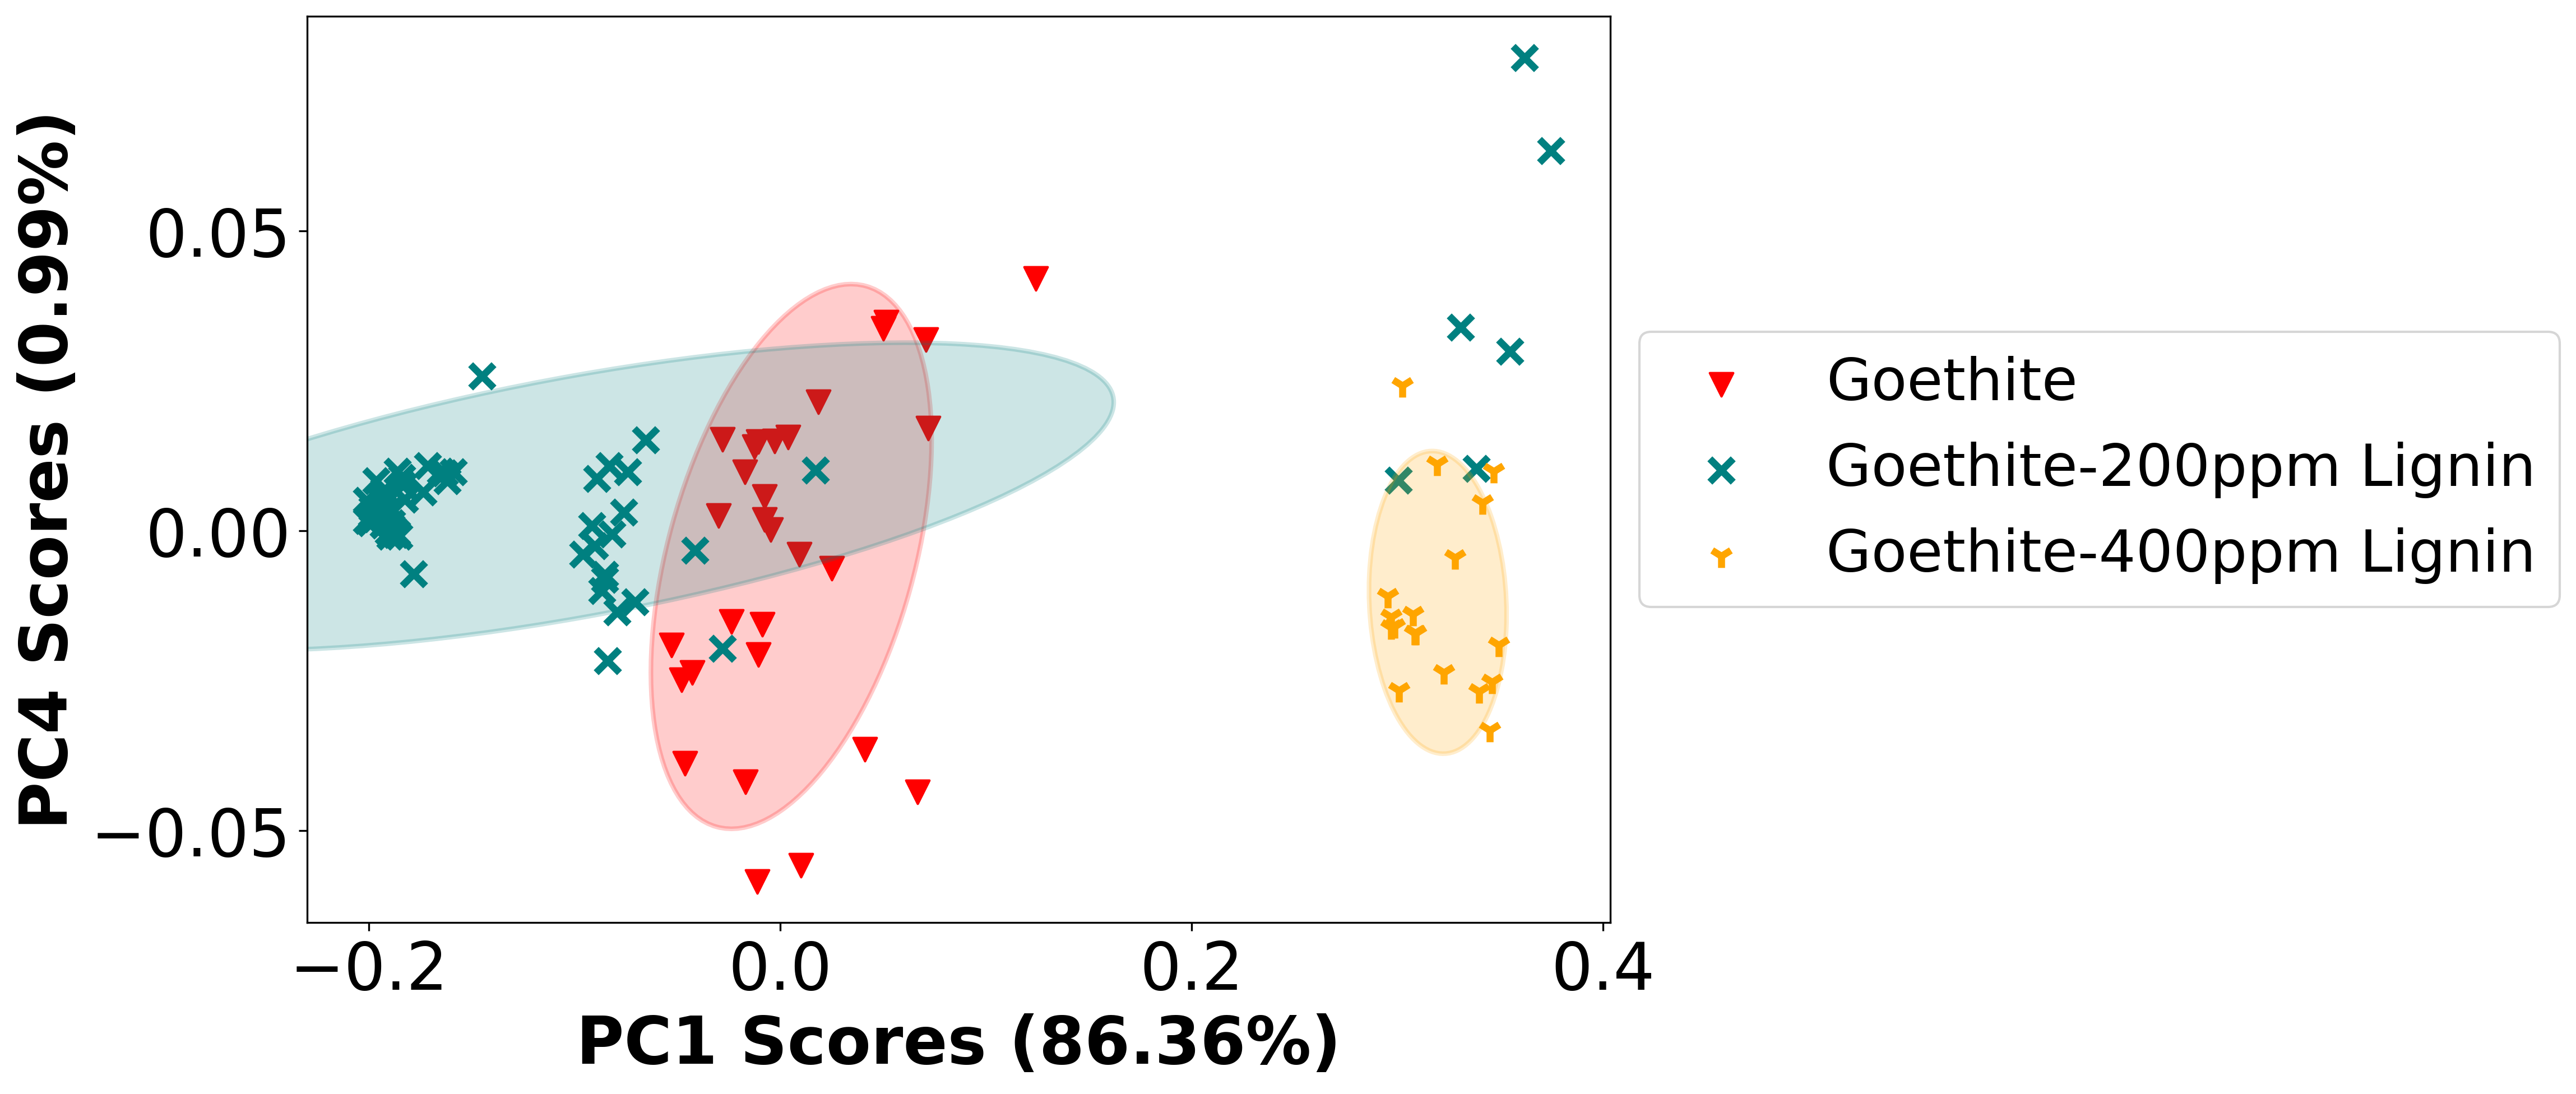 PC4 Scores (0.99%)
0.05
0.00
−0.05
−0.2
0.0
0.2
0.4
PC1 Scores (86.36%)
Goethite
Goethite-200ppm Lignin
Goethite-400ppm Lignin